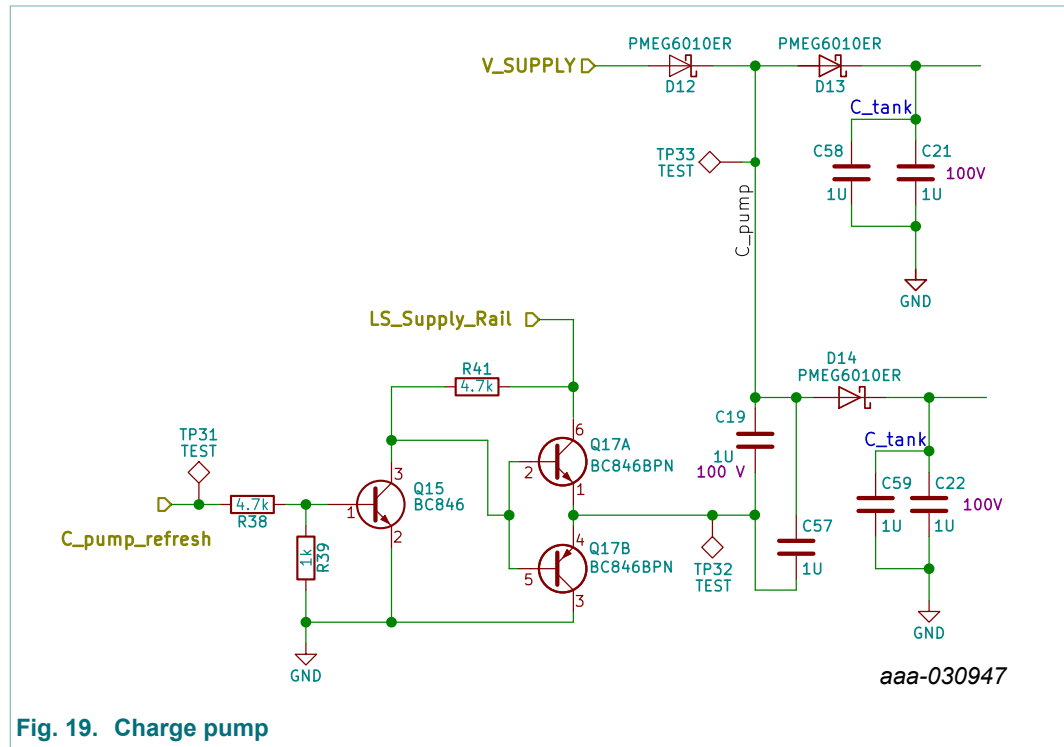 PMEG6010ER
PMEG6010ER
V_SUPPLY
D12
D13
C_tank
TP33
TEST
C58
C21
100V
1U
1U
C_pump
GND
LS_Supply_Rail
R41
4.7k
D14
PMEG6010ER
TP31
TEST
6
Q17A
BC846BPN
2
1
C19
1U
100 V
C_tank
3
Q15
BC846
1
2
4.7k
R38
C_pump_refresh
1k
R39
4
Q17B
BC846BPN
5
3
TP32
TEST
C57
1U
C59
C22
100V
1U
1U
GND
GND
aaa-030947
Fig. 19. Charge pump